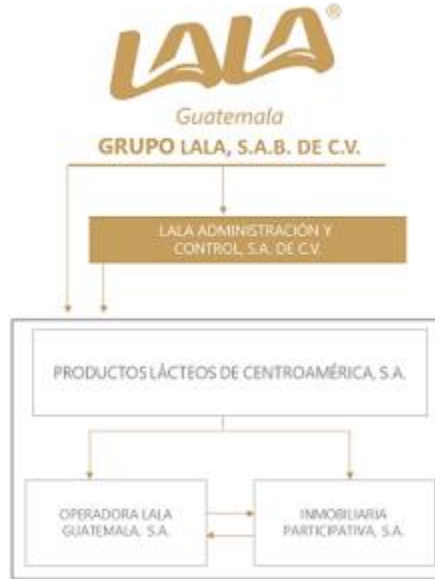 LALA®
Guatemala
GRUPO LALA, S.A.B. DE C.V.
LALA ADMINISTRACIÓN Y
CONTROL, S.A. DE C.V.
PRODUCTOS LÁCTEOS DE CENTROAMÉRICA, S.A.
OPERADORA LALA
GUATEMALA, S.A.
INMOBILIARIA
PARTICIPATIVA, S.A.